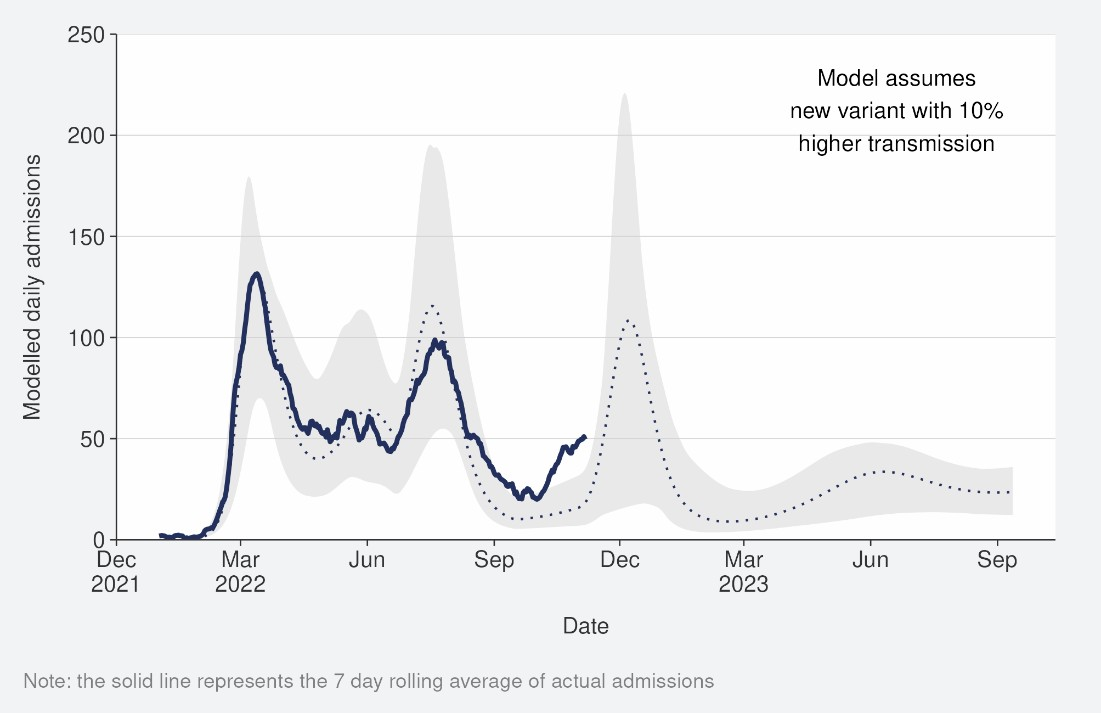 250
Model assumes
new variant with 10%
higher transmission
200
150
100
50
0
Modelled daily admissions
Dec Mar Jun Sep Dec Mar Jun Sep
2021 2022 2023
Date
Note: the solid line represents the 7 day rolling average of actual admissions